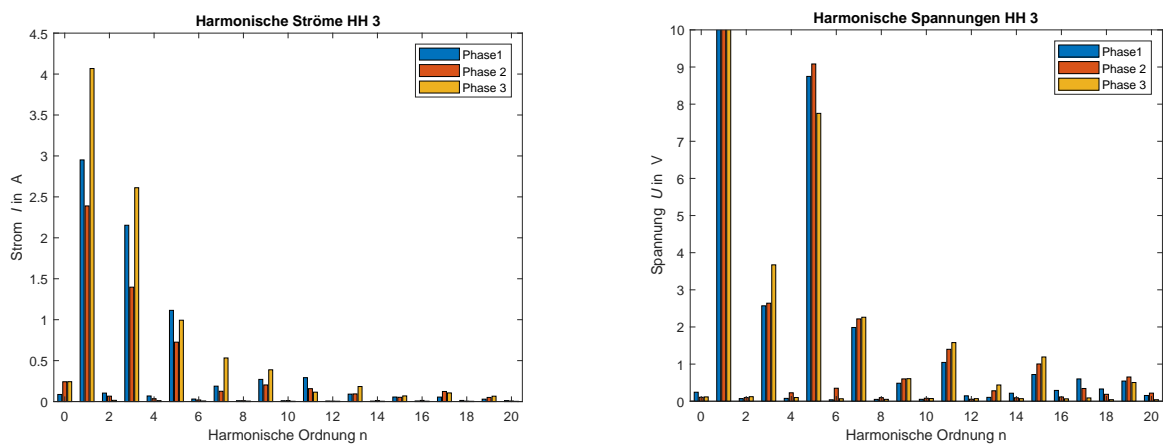 Harmonische Ströme HH 3
4.5
4
3.5
3
2.5
2
1.5
1
0.5
0
Strom I in A
Phase1
Phase 2
Phase 3
0 2 4 6 8 10 12 14 16 18 20
Harmonische Ordnung n
Harmonische Spannungen HH 3
10
9
8
7
6
5
4
3
2
1
0
Spannung U in V
Phase1
Phase 2
Phase 3
0 2 4 6 8 10 12 14 16 18 20
Harmonische Ordnung n